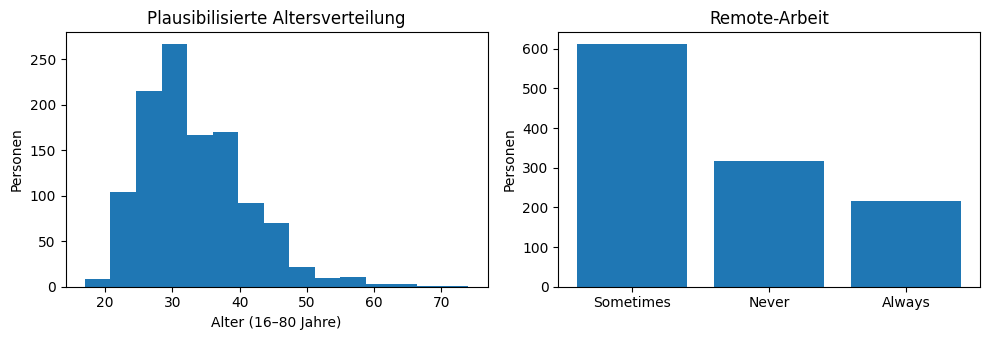 Plausibilisierte Altersverteilung
Personen
250
200
150
100
50
0
20 30 40 50 60 70
Alter (16–80 Jahre)
Remote-Arbeit
Personen
600
500
400
300
200
100
0
Sometimes Never Always